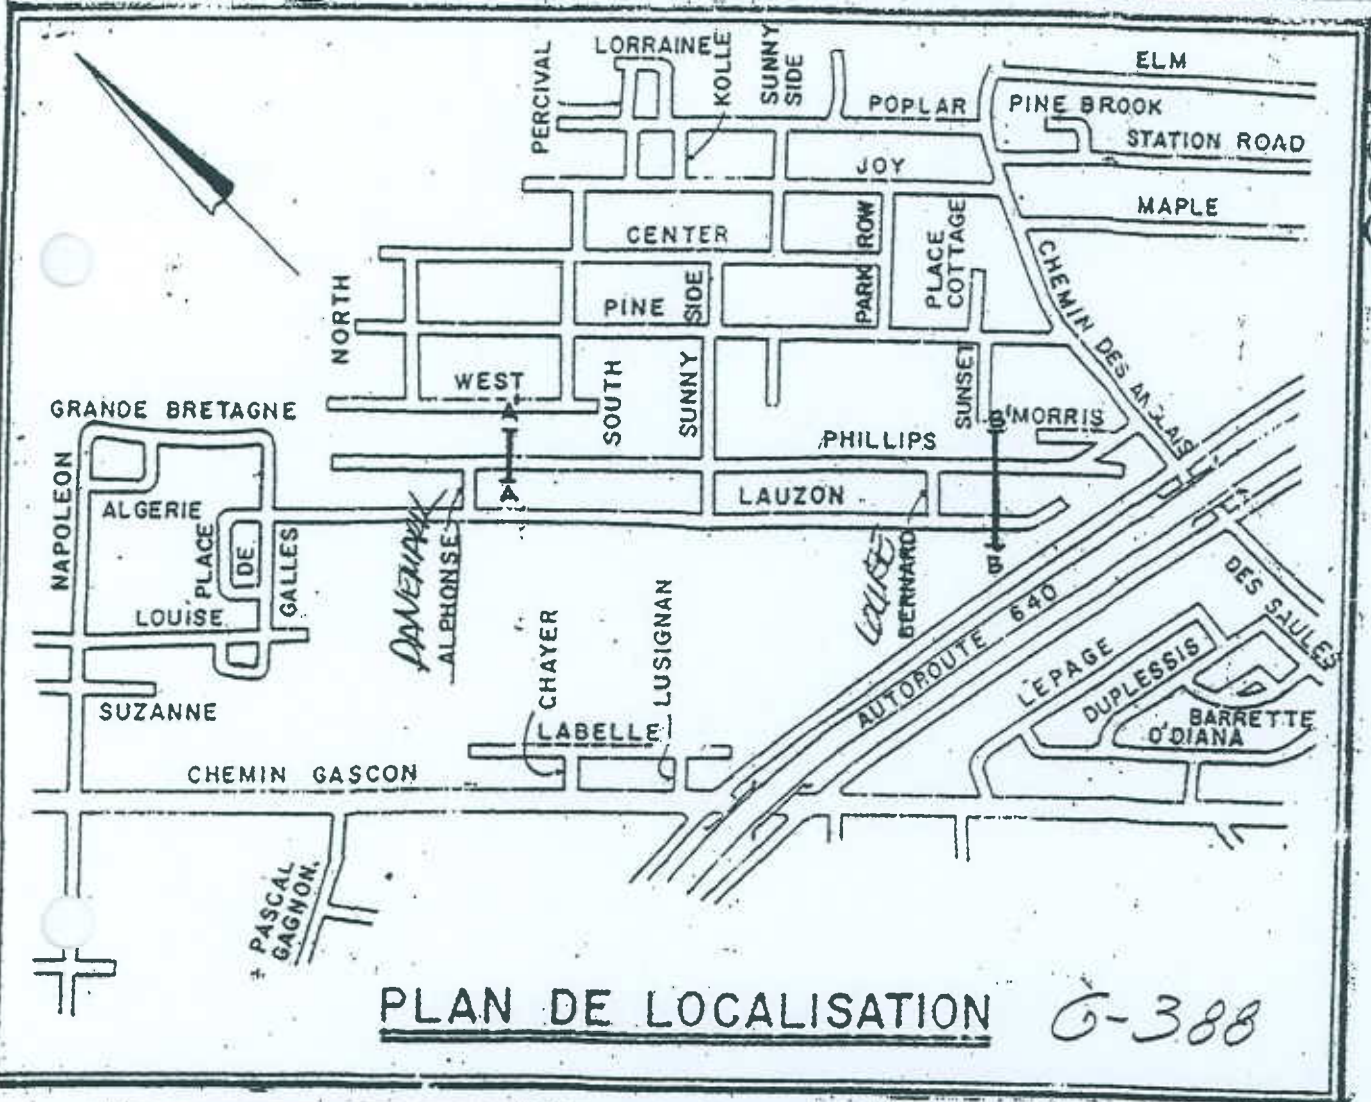 LORRAINE
KOLLE
SUNNY
SIDE
ELM
PERCIVAL
POPLAR
PINE BROOK
STATION ROAD
JOY
MAPLE
CENTER
PARK ROW
PLACE
COTTAGE
NORTH
PINE
SUNNY SIDE
CHEMIN DES ANGLAIS
WEST
SOUTH
SUNSET
MORRIS
GRANDE BRETAGNE
A
PHILLIPS
NAPOLEON
A
ALGERIE
LAUZON
PLACE
DE
GALLES
DANEMARK
ALPHONSE
LOUISE
BERNARD
B
LOUISE
CHAYER
LUSIGNAN
AUTOROUTE 640
DES SAULES
LEPAGE
DUPLESSIS
SUZANNE
LABELLE
BARRETTE
O'DIANA
CHEMIN GASCON
PASCAL
GAGNON
PLAN DE LOCALISATION
G-388